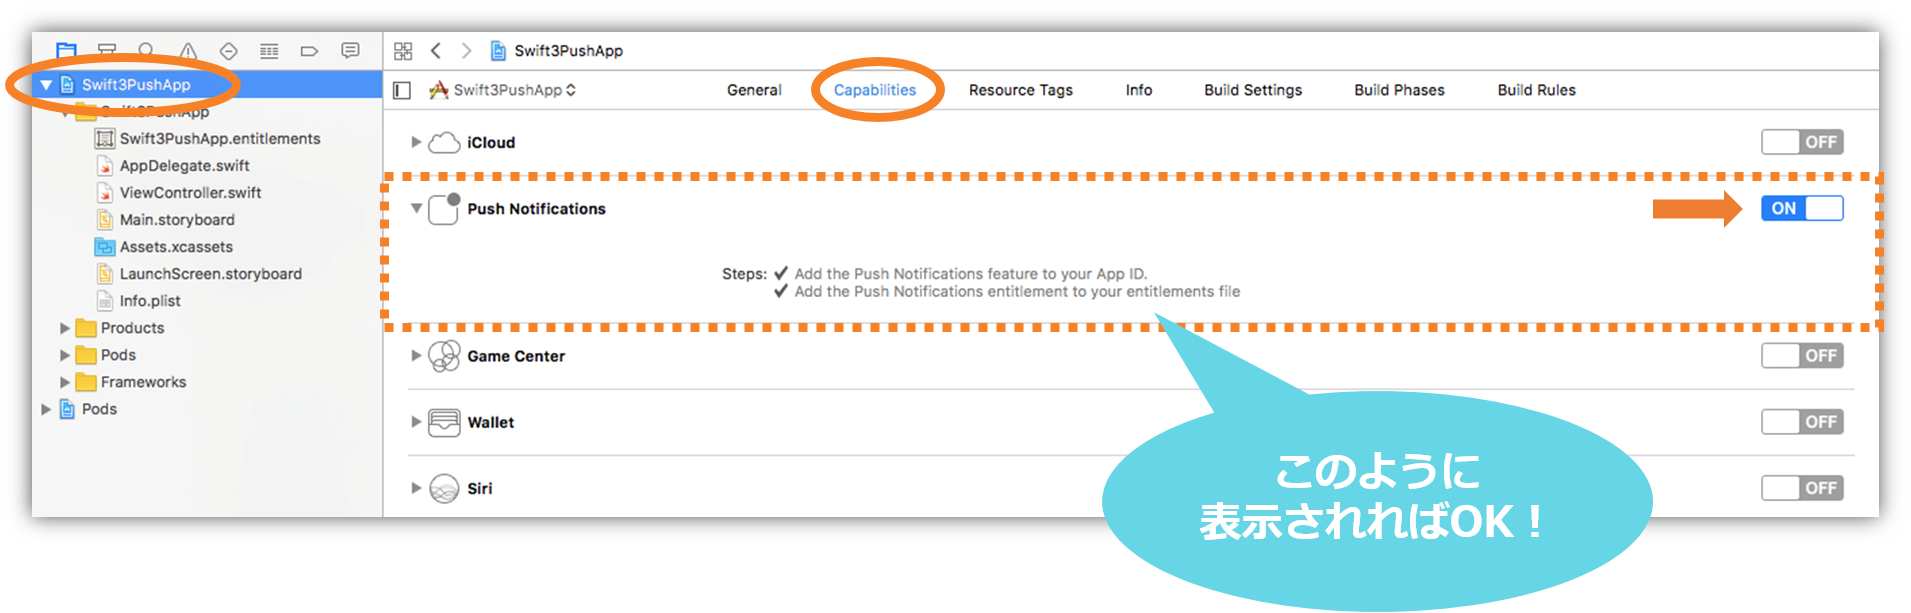 Swift3PushApp
Swift3PushApp
Swift3PushApp
Swift3PushApp.entitlements
AppDelegate.swift
ViewController.swift
Main.storyboard
Assets.xcassets
LaunchScreen.storyboard
Info.plist
Products
Pods
Frameworks
Pods
Swift3PushApp General Capabilities Resource Tags Info Build Settings Build Phases Build Rules
iCloud OFF
Push Notifications ON
Steps: ✔ Add the Push Notifications feature to your App ID.
✔ Add the Push Notifications entitlement to your entitlements file
Game Center OFF
Wallet OFF
Siri OFF
このように
表示されればOK！